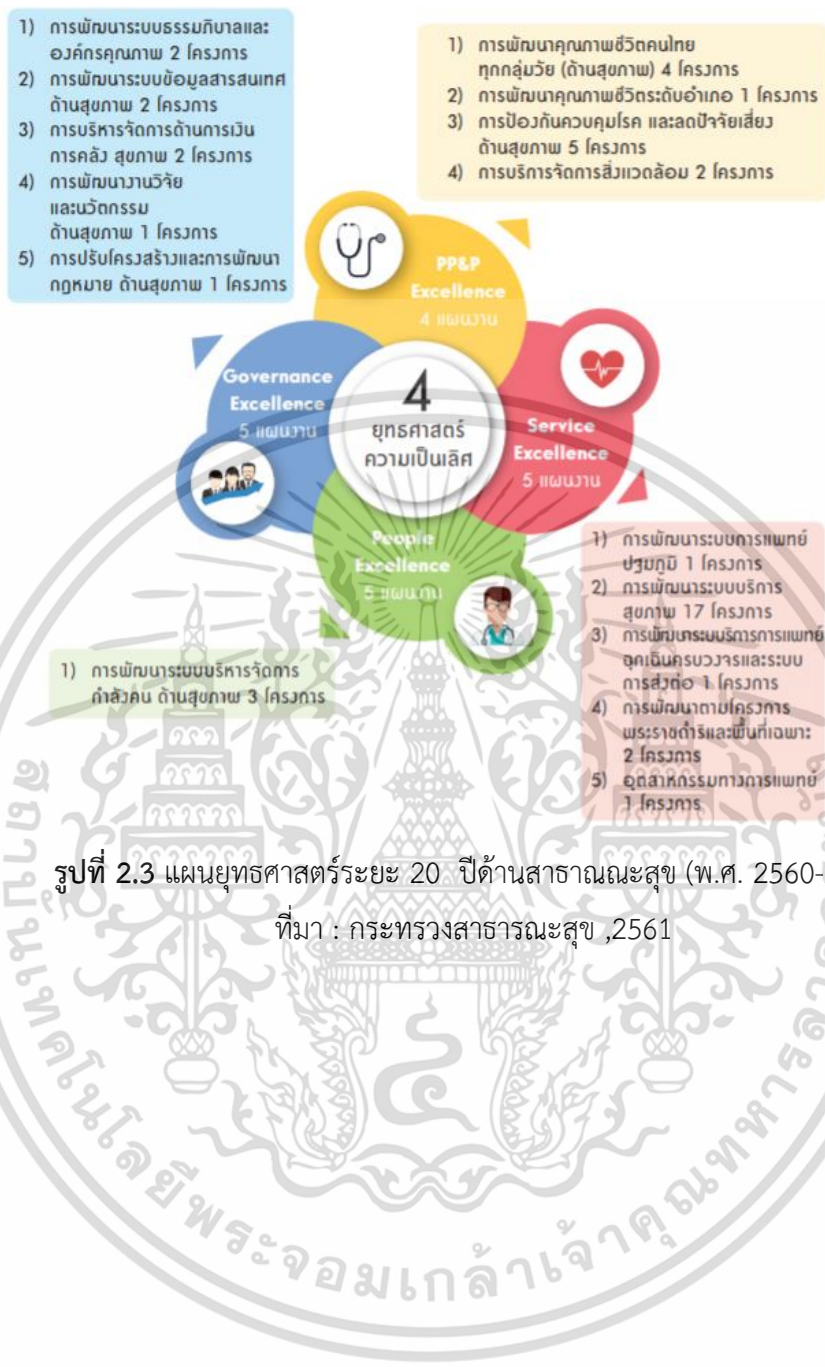 1) การพัฒนาระบบธรรมภิบาลและ
องค์กรคุณภาพ 2 โครงการ
2) การพัฒนาระบบข้อมูลสารสนเทศ
ด้านสุขภาพ 2 โครงการ
3) การบริหารจัดการด้านการเงิน
การคลัง สุขภาพ 2 โครงการ
4) การพัฒนางานวิจัย
และนวัตกรรม
ด้านสุขภาพ 1 โครงการ
5) การปรับโครงสร้างและการพัฒนา
กฎหมาย ด้านสุขภาพ 1 โครงการ
1) การพัฒนาคุณภาพชีวิตคนไทย
ทุกกลุ่มวัย (ด้านสุขภาพ) 4 โครงการ
2) การพัฒนาคุณภาพชีวิตระดับอำเภอ 1 โครงการ
3) การป้องกันควบคุมโรค และลดปัจจัยเสี่ยง
ด้านสุขภาพ 5 โครงการ
4) การบริการจัดการสิ่งแวดล้อม 2 โครงการ
PP&P
Excellence
4 แผนงาน
Governance
Excellence
5 แผนงาน
4
ยุทธศาสตร์
ความเป็นเลิศ
Service
Excellence
5 แผนงาน
People
Excellence
5 แผนงาน
1) การพัฒนาระบบการแพทย์
ปฐมภูมิ 1 โครงการ
2) การพัฒนาระบบบริการ
สุขภาพ 17 โครงการ
3) การพัฒนาระบบบริการการแพทย์
ฉุกเฉินครบวงจรและระบบ
การส่งต่อ 1 โครงการ
4) การพัฒนาตามโครงการ
พระราชดำริและพื้นที่เฉพาะ
2 โครงการ
5) อุตสาหกรรมทางการแพทย์
1 โครงการ
1) การพัฒนาระบบบริหารจัดการ
กำลังคน ด้านสุขภาพ 3 โครงการ
รูปที่ 2.3 แผนยุทธศาสตร์ระยะ 20 ปีด้านสาธาณณะสุข (พ.ศ. 2560-
ที่มา : กระทรวงสาธารณะสุข ,2561
สถาบันเทคโนโลยีพระจอมเกล้าเจ้าคุณทหารลา